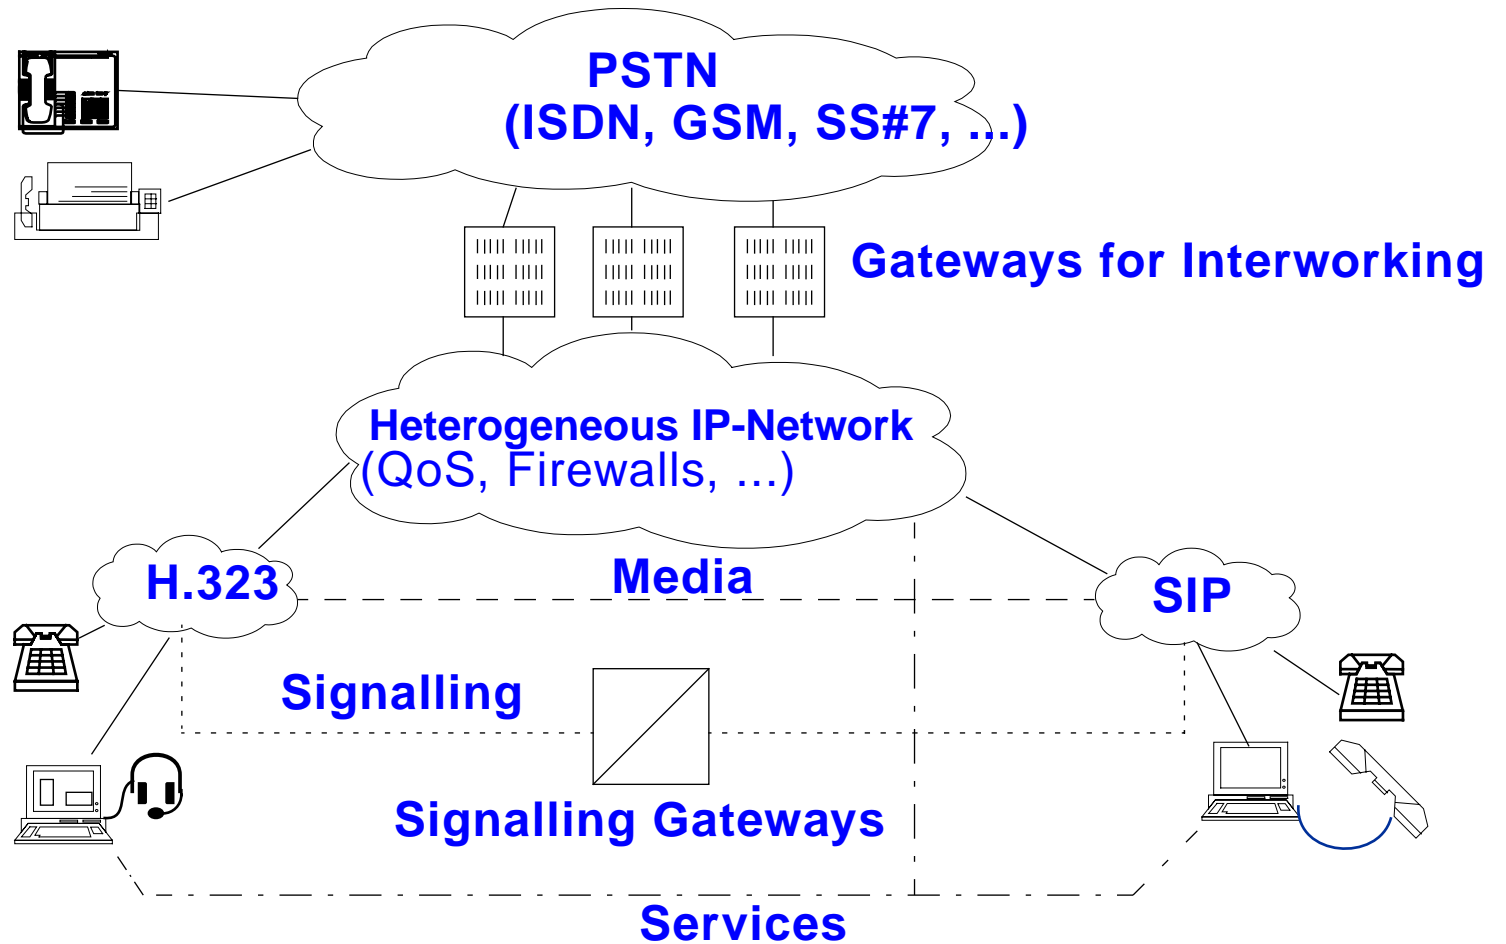 PSTN
(ISDN, GSM, SS#7, ...)
Gateways for Interworking
Heterogeneous IP-Network
(QoS, Firewalls, ...)
H.323
Media
SIP
Signalling
Signalling Gateways
Services